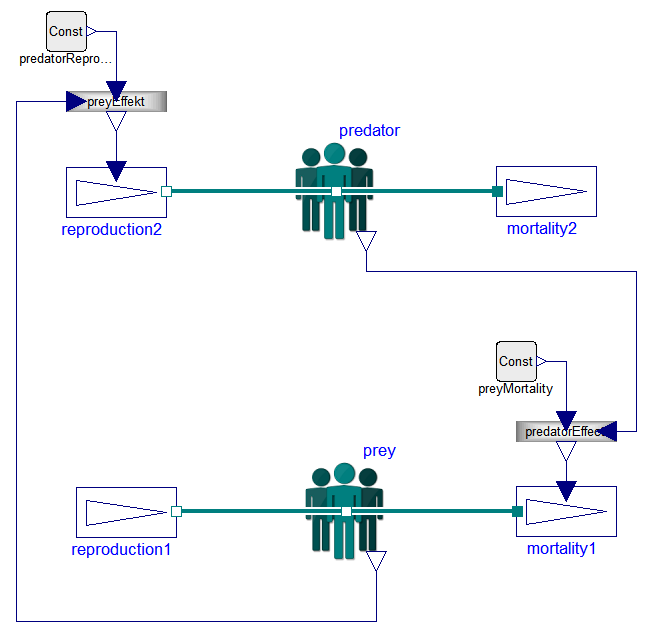 Const
predatorRepro...
preyEffekt
predator
reproduction2
mortality2
Const
preyMortality
predatorEffec
prey
reproduction1
mortality1